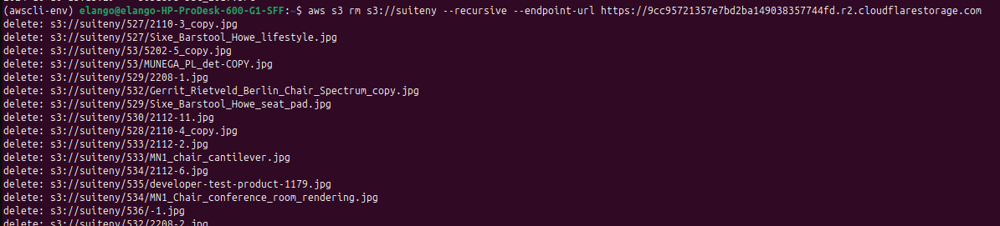 (awscli-env) elango@elango-HP-ProDesk-600-G1-SFF:~$ aws s3 rm s3://suiteny --recursive --endpoint-url https://9cc95721357e7bd2ba149038357744fd.r2.cloudflarestorage.com
delete: s3://suiteny/527/2110-3_copy.jpg
delete: s3://suiteny/527/Sixe_Barstool_Howe_lifestyle.jpg
delete: s3://suiteny/53/5202-5_copy.jpg
delete: s3://suiteny/53/MUNEGA_PL_det-COPY.jpg
delete: s3://suiteny/529/2208-1.jpg
delete: s3://suiteny/532/Gerrit_Rietveld_Berlin_Chair_Spectrum_copy.jpg
delete: s3://suiteny/529/Sixe_Barstool_Howe_seat_pad.jpg
delete: s3://suiteny/530/2112-11.jpg
delete: s3://suiteny/528/2110-4_copy.jpg
delete: s3://suiteny/533/2112-2.jpg
delete: s3://suiteny/533/MN1_chair_cantilever.jpg
delete: s3://suiteny/534/2112-6.jpg
delete: s3://suiteny/535/developer-test-product-1179.jpg
delete: s3://suiteny/534/MN1_Chair_conference_room_rendering.jpg
delete: s3://suiteny/536/-1.jpg
delete: s3://suiteny/532/2208-2.jpg